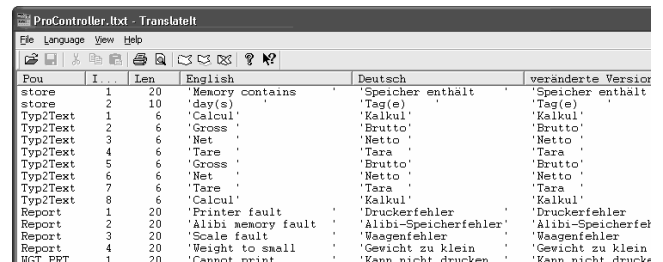 ProController.ltxt - TranslateIt
File Language View Help
Pou I... Len English Deutsch veränderte Version
store 1 20 'Memory contains ' 'Speicher enthält ' 'Speicher enthält
store 2 10 'day(s) ' 'Tag(e) ' 'Tag(e) '
Typ2Text 1 6 'Calcul' 'Kalkul' 'Kalkul'
Typ2Text 2 6 'Gross ' 'Brutto' 'Brutto'
Typ2Text 3 6 'Net ' 'Netto ' 'Netto '
Typ2Text 4 6 'Tare ' 'Tara ' 'Tara '
Typ2Text 5 6 'Gross ' 'Brutto' 'Brutto'
Typ2Text 6 6 'Net ' 'Netto ' 'Netto '
Typ2Text 7 6 'Tare ' 'Tara ' 'Tara '
Typ2Text 8 6 'Calcul' 'Kalkul' 'Kalkul'
Report 1 20 'Printer fault ' 'Druckerfehler ' 'Druckerfehler
Report 2 20 'Alibi memory fault ' 'Alibi-Speicherfehler' 'Alibi-Speicherfeh
Report 3 20 'Scale fault ' 'Waagenfehler ' 'Waagenfehler
Report 4 20 'Weight to small ' 'Gewicht zu klein ' 'Gewicht zu klein
WGT_PRT 1 20 'Cannot print ' 'Kann nicht drucken ' 'Kann nicht drucke